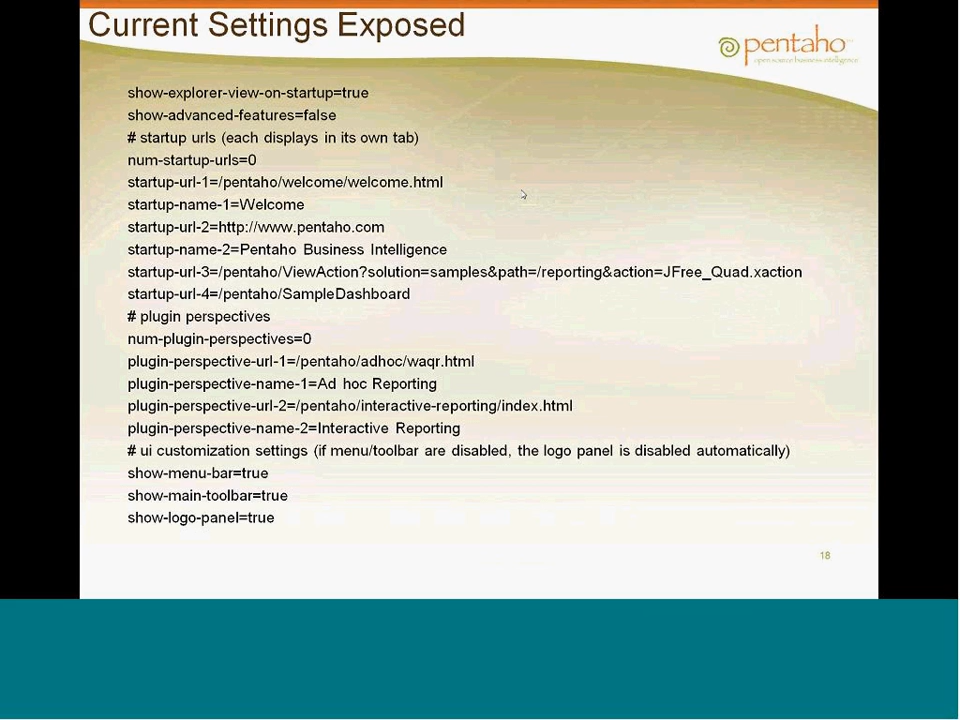 Current Settings Exposed
pentaho
open source business intelligence
show-explorer-view-on-startup=true
show-advanced-features=false
# startup urls (each displays in its own tab)
num-startup-urls=0
startup-url-1=/pentaho/welcome/welcome.html
startup-name-1=Welcome
startup-url-2=http://www.pentaho.com
startup-name-2=Pentaho Business Intelligence
startup-url-3=/pentaho/ViewAction?solution=samples&path=/reporting&action=JFree_Quad.xaction
startup-url-4=/pentaho/SampleDashboard
# plugin perspectives
num-plugin-perspectives=0
plugin-perspective-url-1=/pentaho/adhoc/waqr.html
plugin-perspective-name-1=Ad hoc Reporting
plugin-perspective-url-2=/pentaho/interactive-reporting/index.html
plugin-perspective-name-2=Interactive Reporting
# ui customization settings (if menu/toolbar are disabled, the logo panel is disabled automatically)
show-menu-bar=true
show-main-toolbar=true
show-logo-panel=true
18